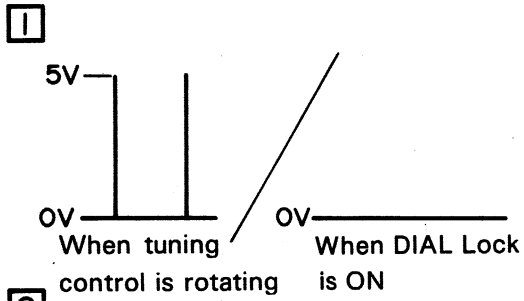 1
5V
0V 0V
When tuning When DIAL Lock
control is rotating is ON